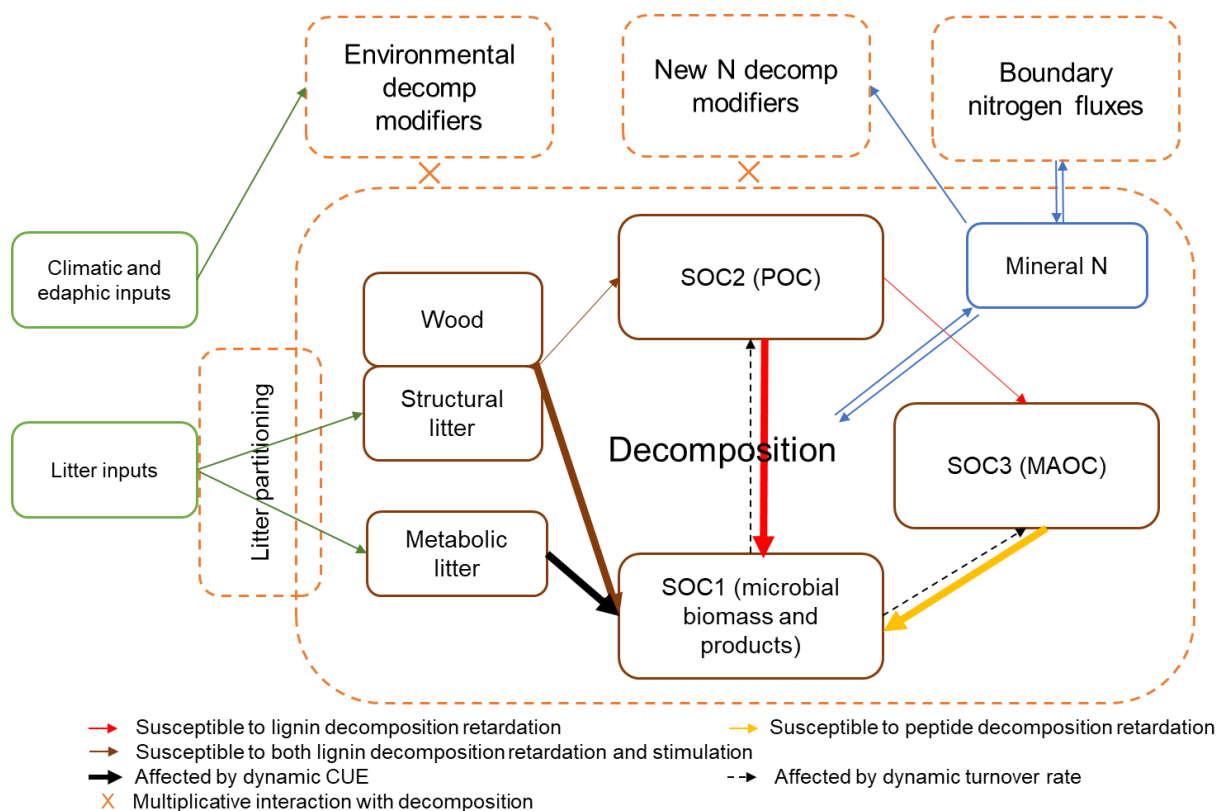 Environmental
decomp
modifiers
New N decomp
modifiers
Boundary
nitrogen fluxes
Climatic and
edaphic inputs
Wood
SOC2 (POC)
Mineral N
Litter inputs
Litter partitioning
Structural
litter
Decomposition
SOC3 (MAOC)
Metabolic
litter
SOC1 (microbial
biomass and
products)
Susceptible to lignin decomposition retardation
Susceptible to peptide decomposition retardation
Susceptible to both lignin decomposition retardation and stimulation
Affected by dynamic CUE
Affected by dynamic turnover rate
Multiplicative interaction with decomposition